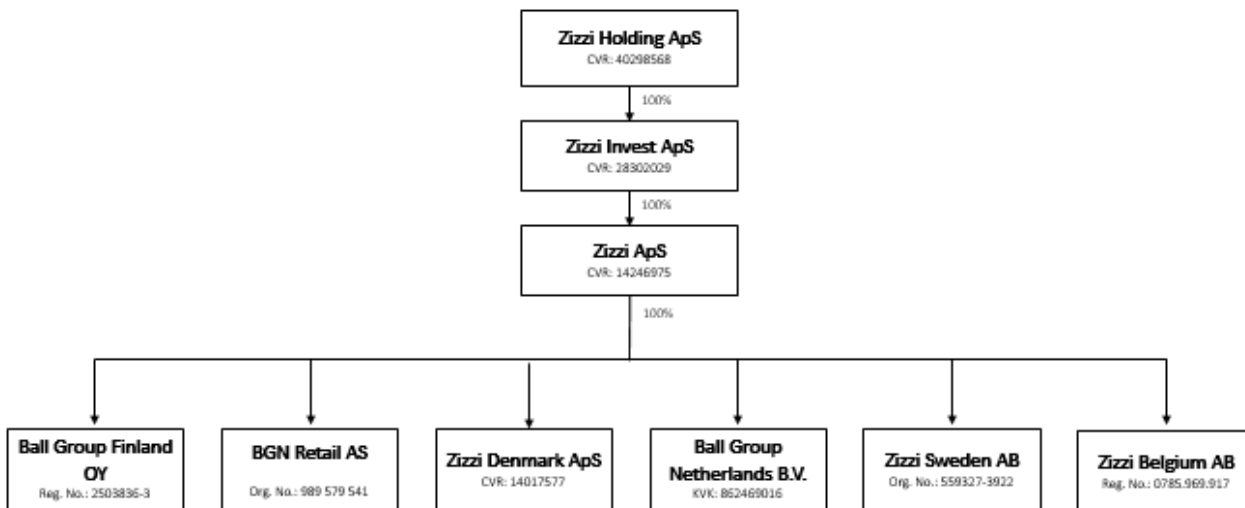 Zizzi Holding ApS
CVR: 40298568
100%
Zizzi Invest ApS
CVR: 28302029
100%
Zizzi ApS
CVR: 14246975
100%
Ball Group Finland
OY
Reg. No.: 2503836-3
BGN Retail AS
Org. No.: 989 579 541
Zizzi Denmark ApS
CVR: 14017577
Ball Group
Netherlands B.V.
KVK: 862469016
Zizzi Sweden AB
Org. No.: 559327-3922
Zizzi Belgium AB
Reg. No.: 0785.969.917